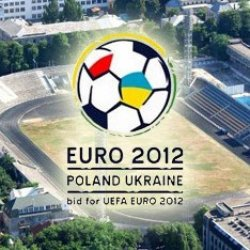 EURO 2012
POLAND UKRAINE
bid for UEFA EURO 2012